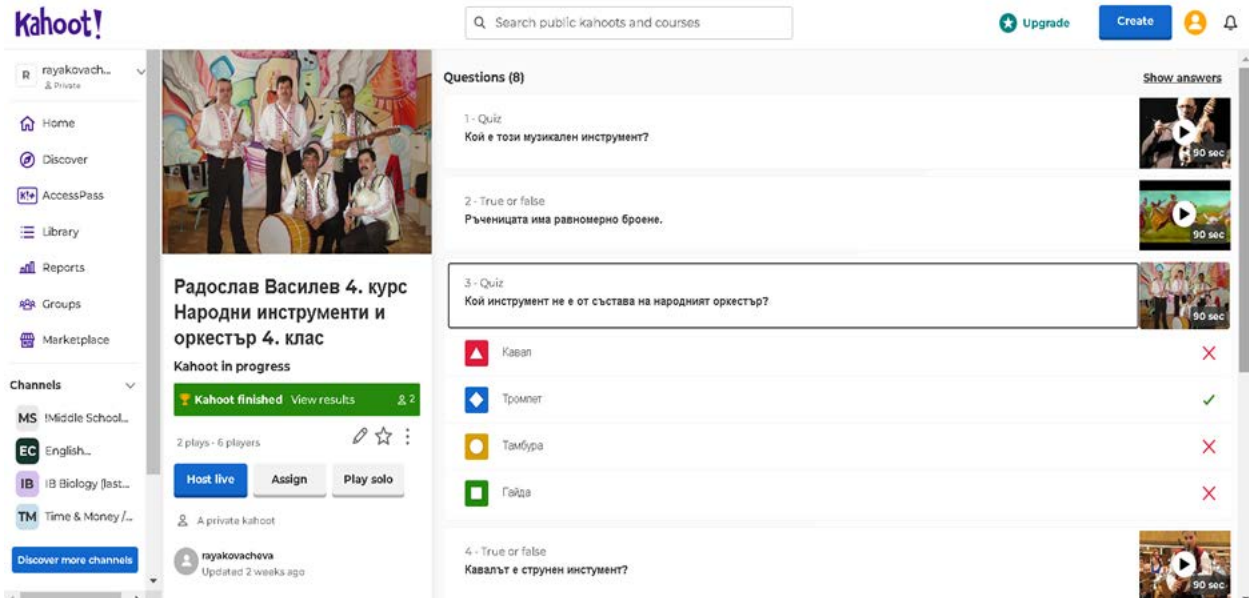 Kahoot!
Search public kahoots and courses
Upgrade
Create
R
rayakovach...
Private
Home
Discover
K!+ AccessPass
Library
Reports
Groups
Marketplace
Channels
MS !Middle School...
EC English...
IB IB Biology (last...
TM Time & Money /...
Discover more channels
Радослав Василев 4. курс
Народни инструменти и
оркестър 4. клас
Kahoot in progress
Kahoot finished View results 2
2 plays · 6 players
Host live Assign Play solo
A private kahoot
rayakovacheva
Updated 2 weeks ago
Questions (8) Show answers
1 - Quiz
Кой е този музикален инструмент?
90 sec
2 - True or false
Ръченицата има равномерно броене.
90 sec
3 - Quiz
Кой инструмент не е от състава на народният оркестър?
90 sec
Кавал
Тромпет
Тамбура
Гайда
4 - True or false
Кавалът е струнен инстумент?
90 sec